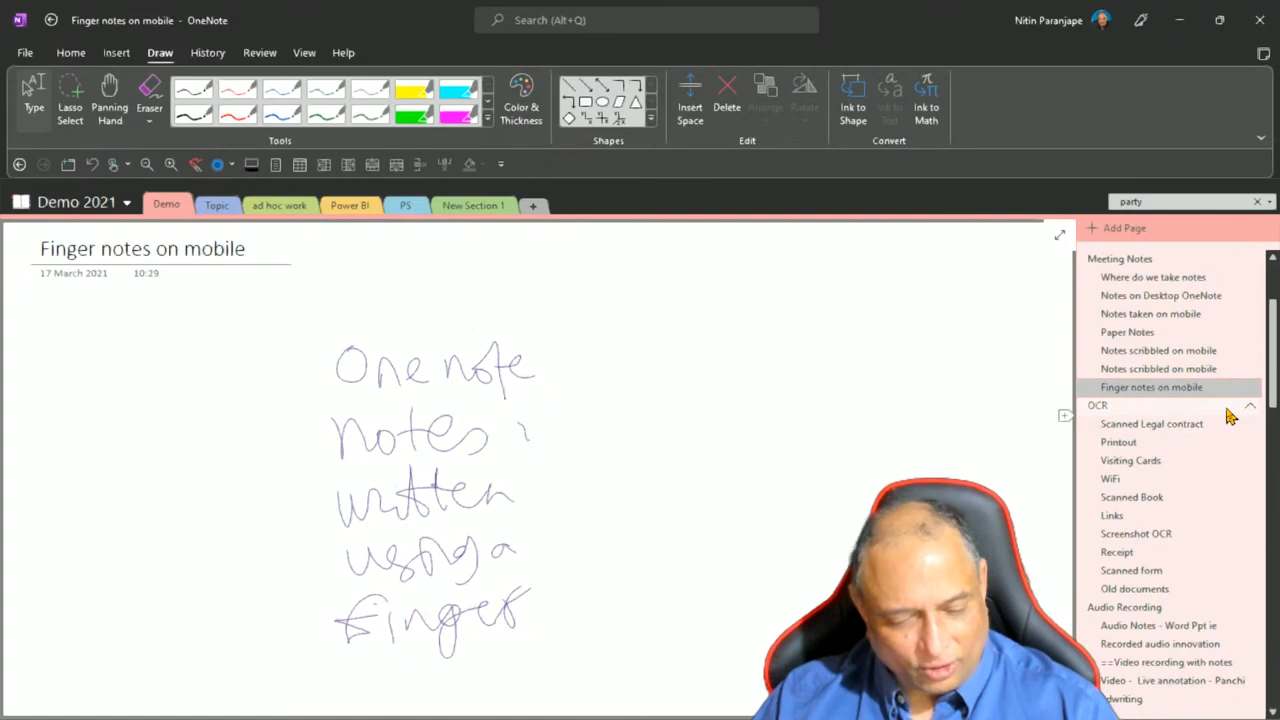 Finger notes on mobile - OneNote
Search (Alt+Q)
Nitin Paranjape
File Home Insert Draw History Review View Help
Type
Lasso Select
Panning Hand
Eraser
Color & Thickness
Insert Space
Delete
Arrange
Rotate
Ink to Shape
Ink to Text
Ink to Math
Tools Shapes Edit Convert
Demo 2021 Demo Topic ad hoc work Power BI PS New Section 1
party
Finger notes on mobile
17 March 2021 10:29
One note
notes
written
using a
finger
Add Page
Meeting Notes
Where do we take notes
Notes on Desktop OneNote
Notes taken on mobile
Paper Notes
Notes scribbled on mobile
Notes scribbled on mobile
Finger notes on mobile
OCR
Scanned Legal contract
Printout
Visiting Cards
WiFi
Scanned Book
Links
Screenshot OCR
Receipt
Scanned form
Old documents
Audio Recording
Audio Notes - Word Ppt ie
Recorded audio innovation
==Video recording with notes
Video - Live annotation - Panchi
dwriting